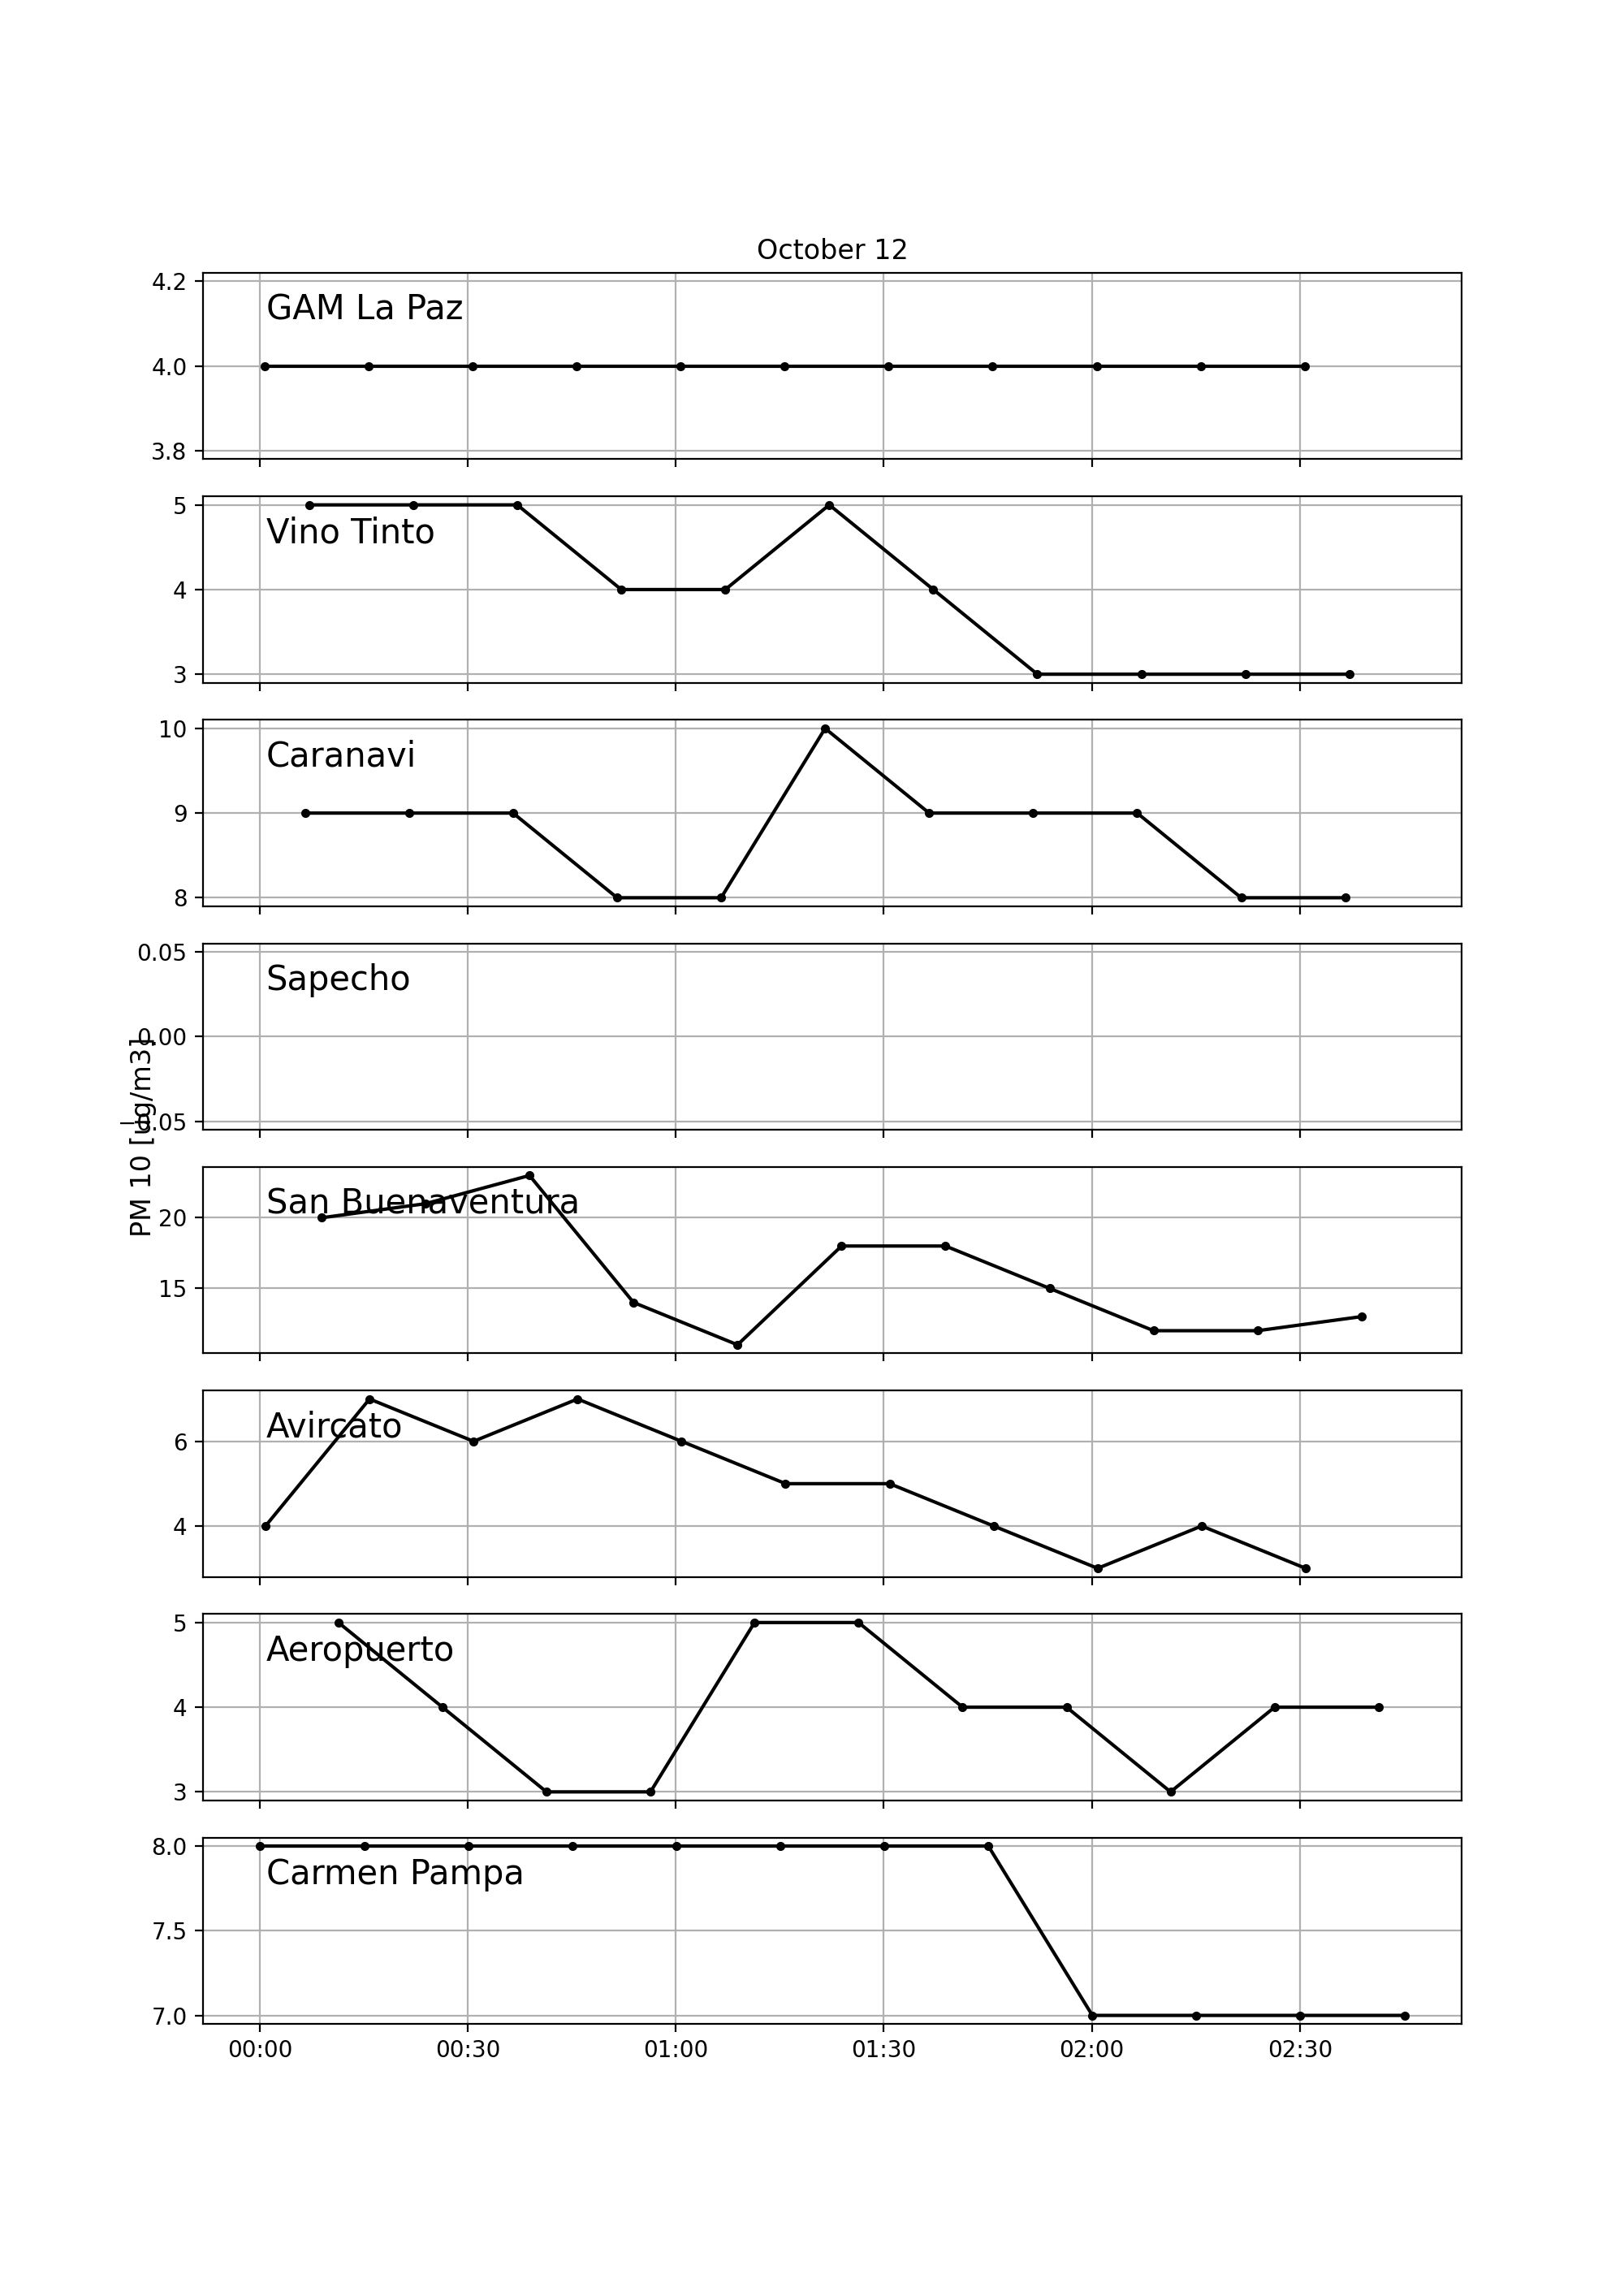 October 12
4.2
GAM La Paz
4.0
3.8
5
Vino Tinto
4
3
10
Caranavi
9
8
0.05
Sapecho
0.00
−0.05
PM 10 [ug/m3]
San Buenaventura
20
15
Avircato
6
4
5
Aeropuerto
4
3
8.0
Carmen Pampa
7.5
7.0
00:00 00:30 01:00 01:30 02:00 02:30